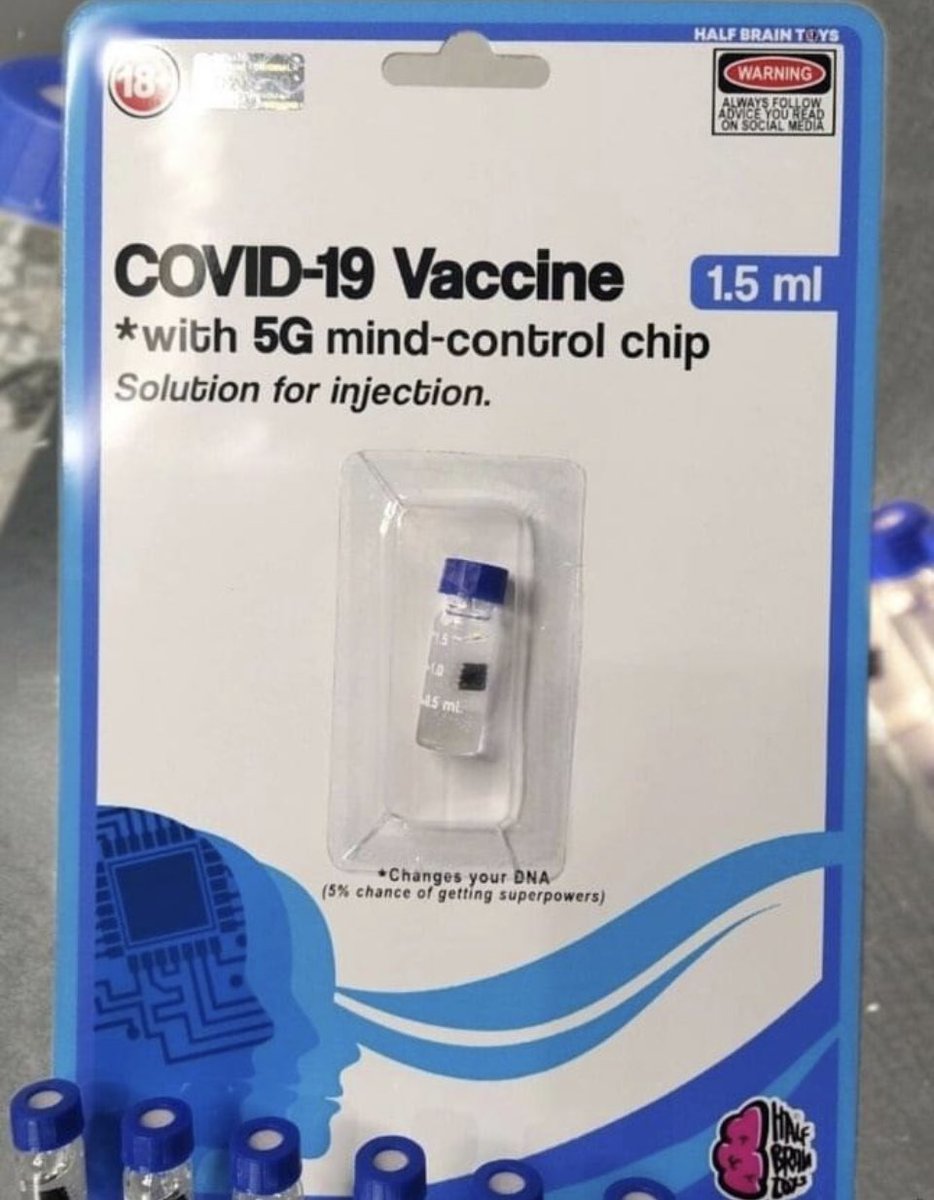 HALF BRAIN TOYS
18+
WARNING
ALWAYS FOLLOW
ADVICE YOU READ
ON SOCIAL MEDIA
COVID-19 Vaccine
1.5 ml
*with 5G mind-control chip
Solution for injection.
1.5
1.0
0.5 mL
*Changes your DNA
(5% chance of getting superpowers)
HALF
BRAIN
TOYS